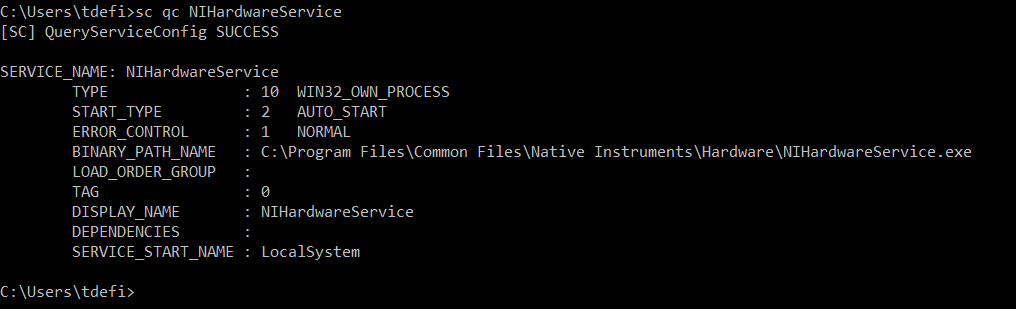 C:\Users\tdefi>sc qc NIHardwareService
[SC] QueryServiceConfig SUCCESS

SERVICE_NAME: NIHardwareService
        TYPE               : 10  WIN32_OWN_PROCESS
        START_TYPE         : 2   AUTO_START
        ERROR_CONTROL      : 1   NORMAL
        BINARY_PATH_NAME   : C:\Program Files\Common Files\Native Instruments\Hardware\NIHardwareService.exe
        LOAD_ORDER_GROUP   :
        TAG                : 0
        DISPLAY_NAME       : NIHardwareService
        DEPENDENCIES       :
        SERVICE_START_NAME : LocalSystem

C:\Users\tdefi>